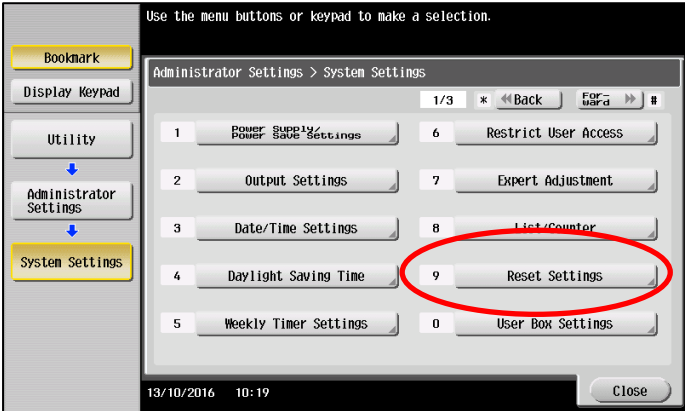 Use the menu buttons or keypad to make a selection.
Bookmark
Display Keypad
Utility
Administrator
Settings
System Settings
Administrator Settings > System Settings
1/3 * Back For-
ward #
1 Power Supply/
Power Save Settings
6 Restrict User Access
2 Output Settings
7 Expert Adjustment
3 Date/Time Settings
8 List/Counter
4 Daylight Saving Time
9 Reset Settings
5 Weekly Timer Settings
0 User Box Settings
13/10/2016 10:19
Close